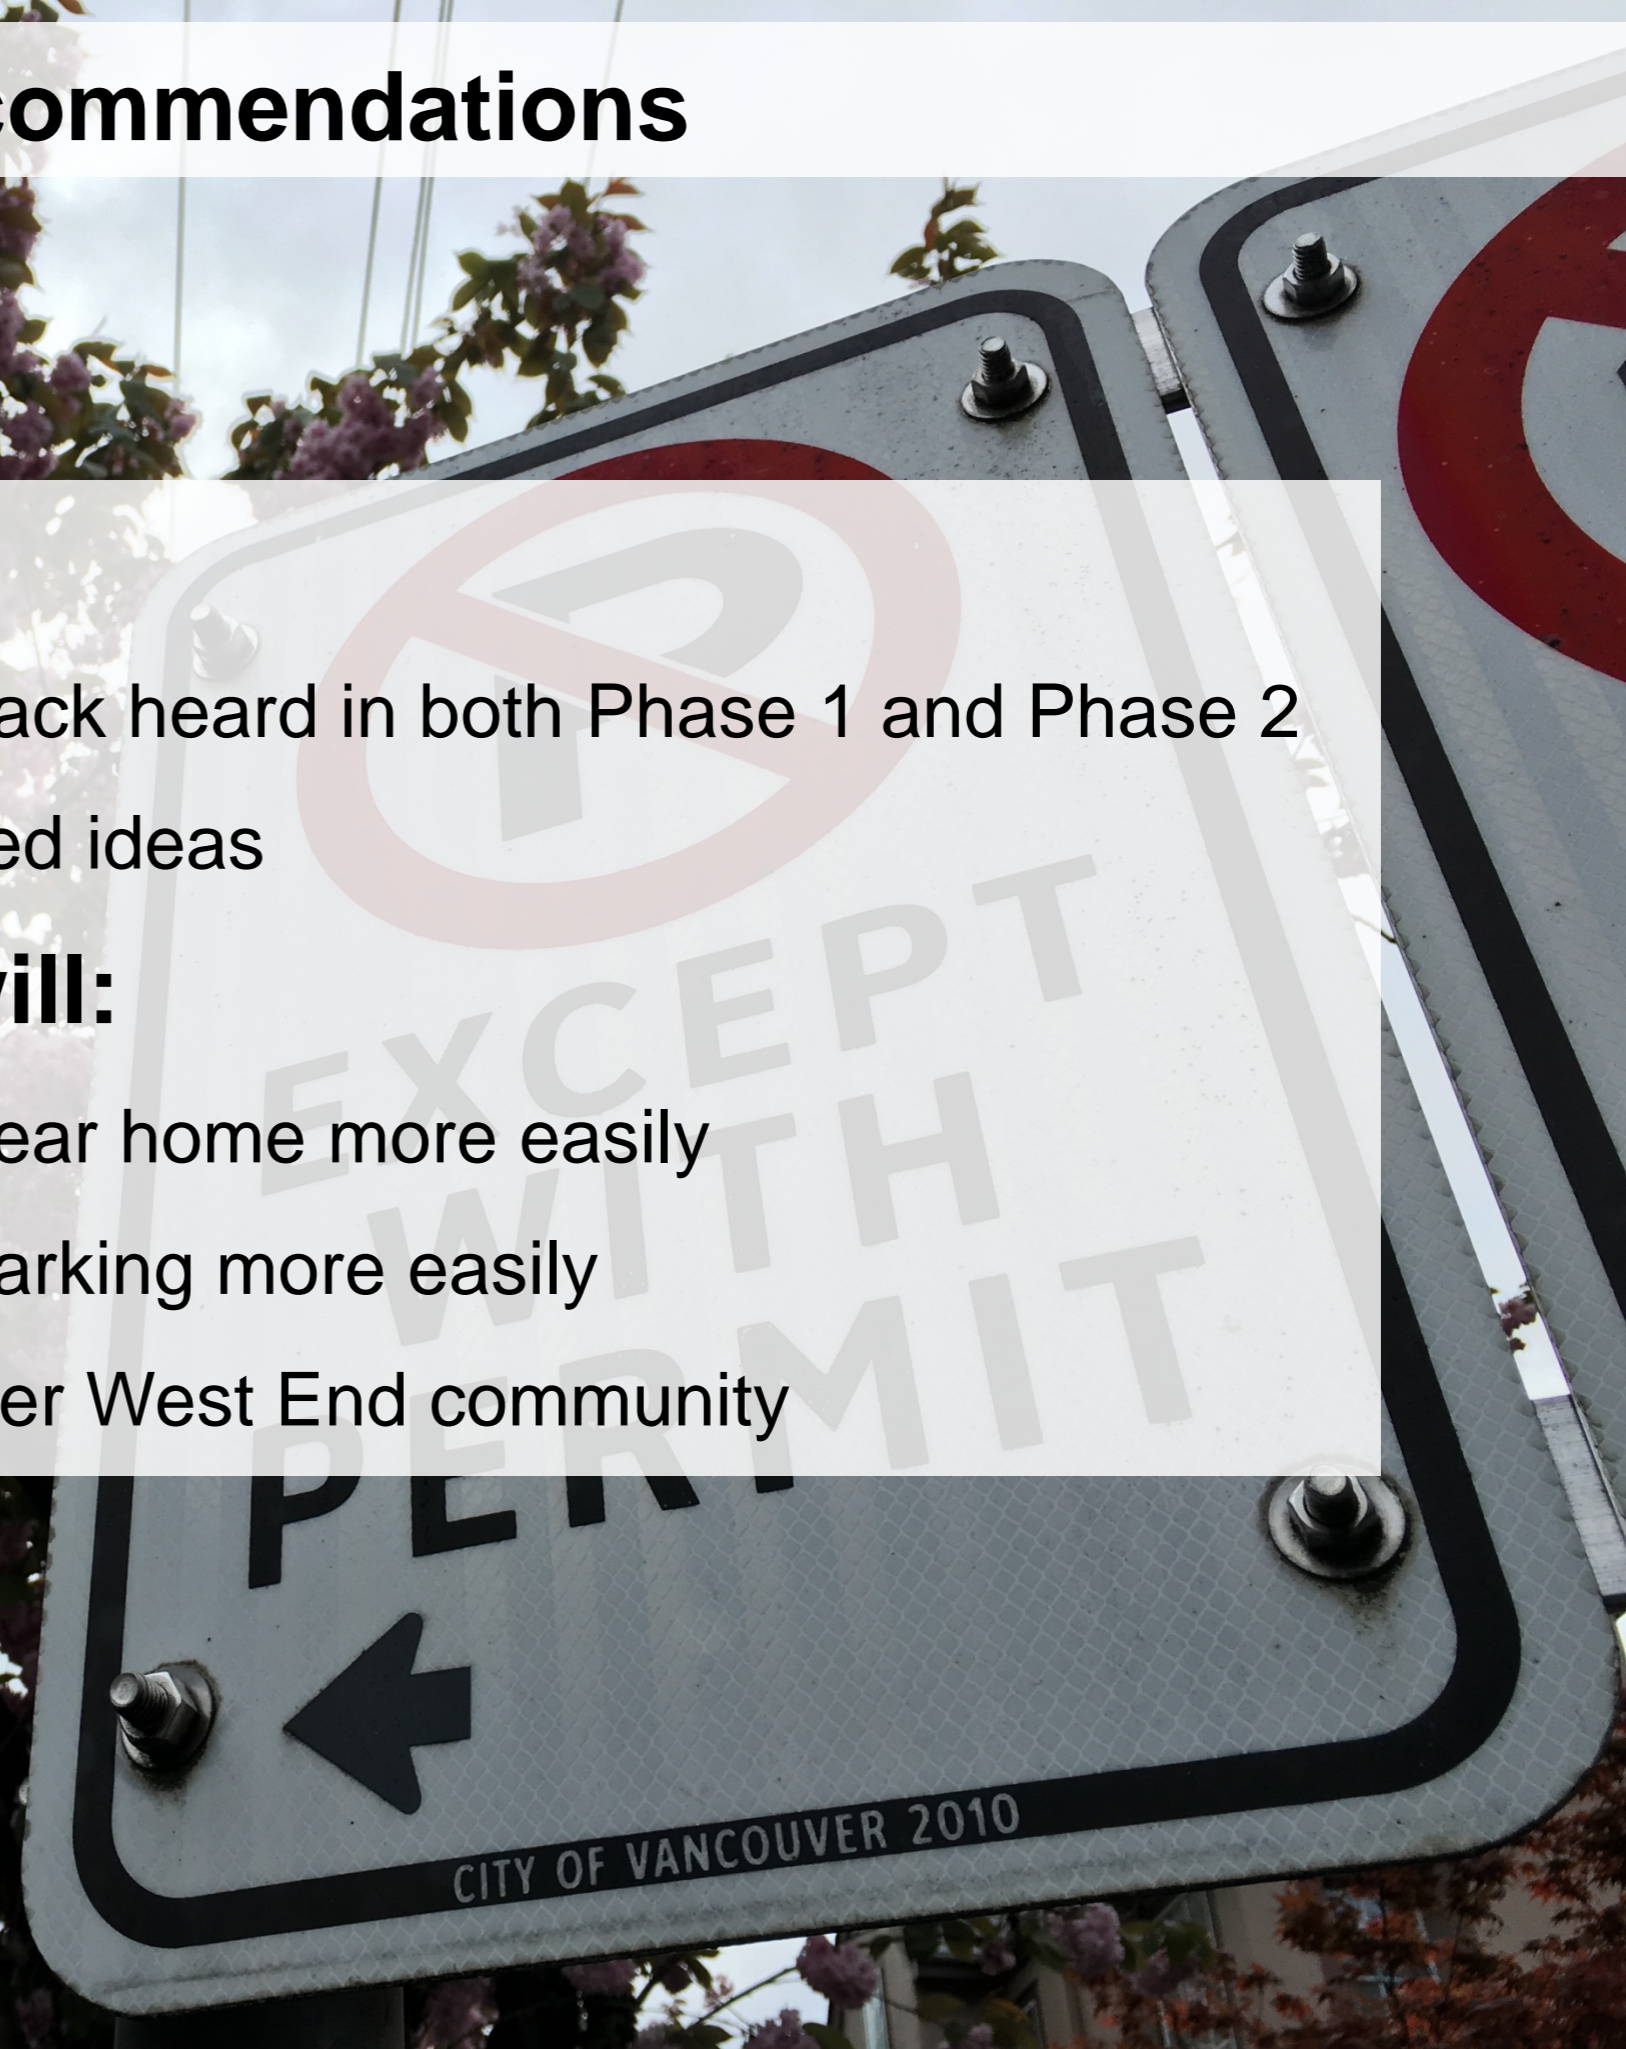 commendations
ack heard in both Phase 1 and Phase 2
ed ideas
will:
ear home more easily
arking more easily
er West End community
P
EXCEPT
WITH
PERMIT
CITY OF VANCOUVER 2010